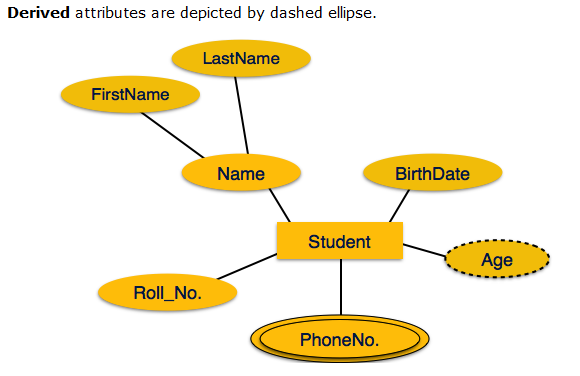 Derived attributes are depicted by dashed ellipse.
LastName
FirstName
Name
BirthDate
Student
Age
Roll_No.
PhoneNo.